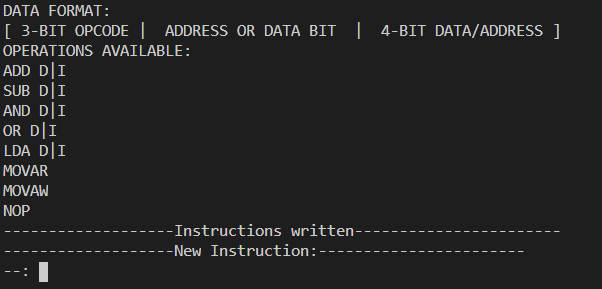 DATA FORMAT:
[ 3-BIT OPCODE |  ADDRESS OR DATA BIT  |  4-BIT DATA/ADDRESS ]
OPERATIONS AVAILABLE:
ADD D|I
SUB D|I
AND D|I
OR D|I
LDA D|I
MOVAR
MOVAW
NOP
-------------------Instructions written-----------------------
-------------------New Instruction:-----------------------
--: